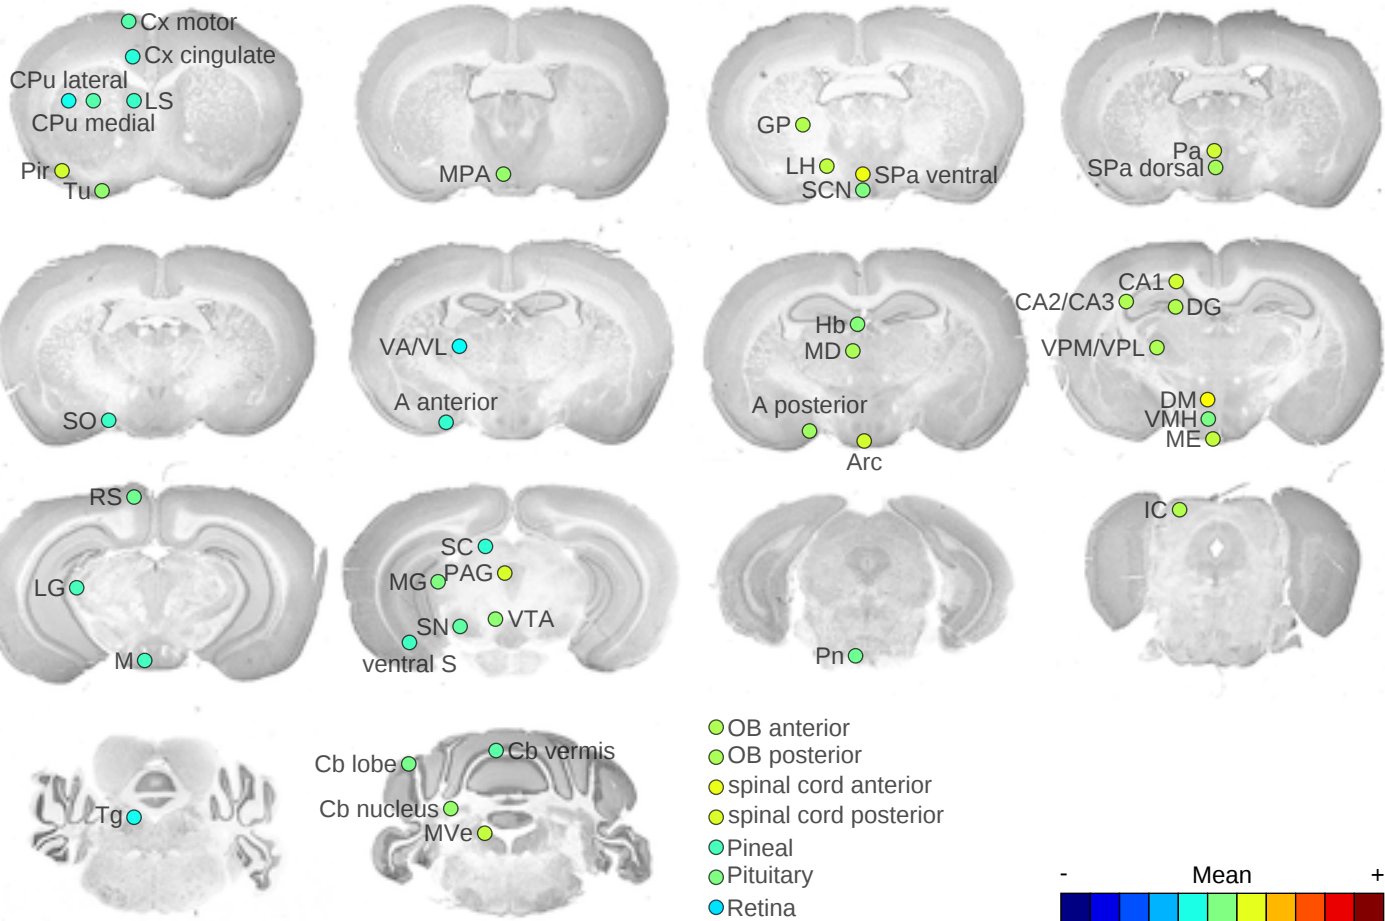 Cx motor
Cx cingulate
CPu lateral
LS
CPu medial
Pir
Tu
MPA
GP
LH
SPa ventral
SCN
Pa
SPa dorsal
SO
VA/VL
A anterior
Hb
MD
A posterior
Arc
CA1
CA2/CA3
DG
VPM/VPL
DM
VMH
ME
RS
LG
M
SC
PAG
MG
VTA
SN
ventral S
Pn
IC
Tg
Cb vermis
Cb lobe
Cb nucleus
MVe
OB anterior
OB posterior
spinal cord anterior
spinal cord posterior
Pineal
Pituitary
Retina
- Mean +